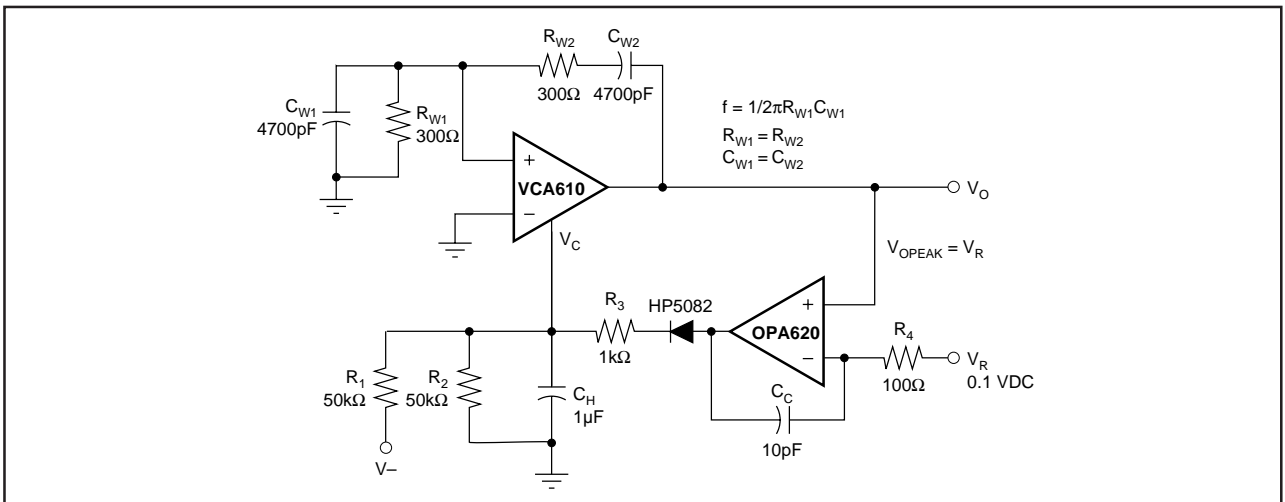 R_W2
300Ω
C_W2
4700pF
C_W1
4700pF
R_W1
300Ω
f = 1/2πR_W1C_W1
R_W1 = R_W2
C_W1 = C_W2
+
VCA610
–
V_O
V_C
V_OPEAK = V_R
R_3
1kΩ
HP5082
+
OPA620
–
R_4
100Ω
V_R
0.1 VDC
R_1
50kΩ
R_2
50kΩ
C_H
1µF
C_C
10pF
V–